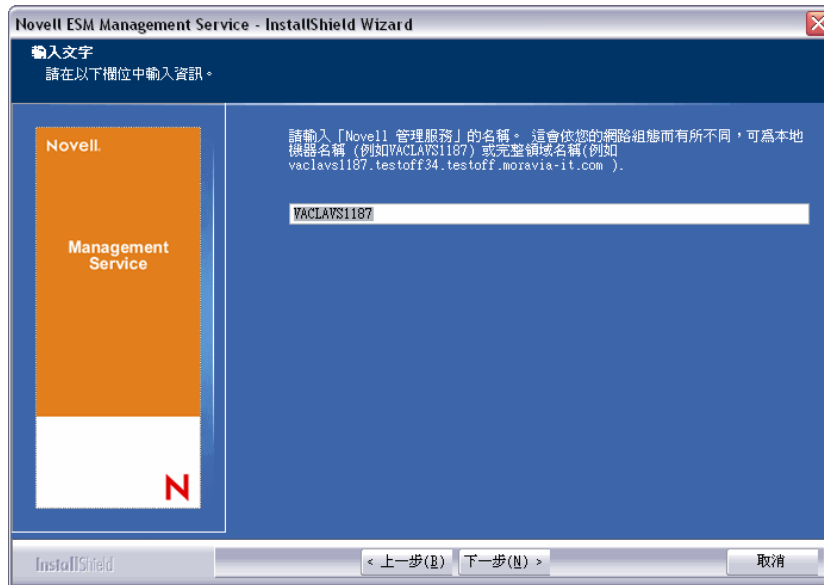 Novell ESM Management Service - InstallShield Wizard
輸入文字
請在以下欄位中輸入資訊。
Novell.
Management
Service
N
請輸入「Novell 管理服務」的名稱。 這會依您的網路組態而有所不同，可為本地
機器名稱 (例如VACLAVS1187) 或完整領域名稱(例如
vaclavs1187.testoff34.testoff.moravia-it.com ).
VACLAVS1187
InstallShield
< 上一步(B)
下一步(N) >
取消